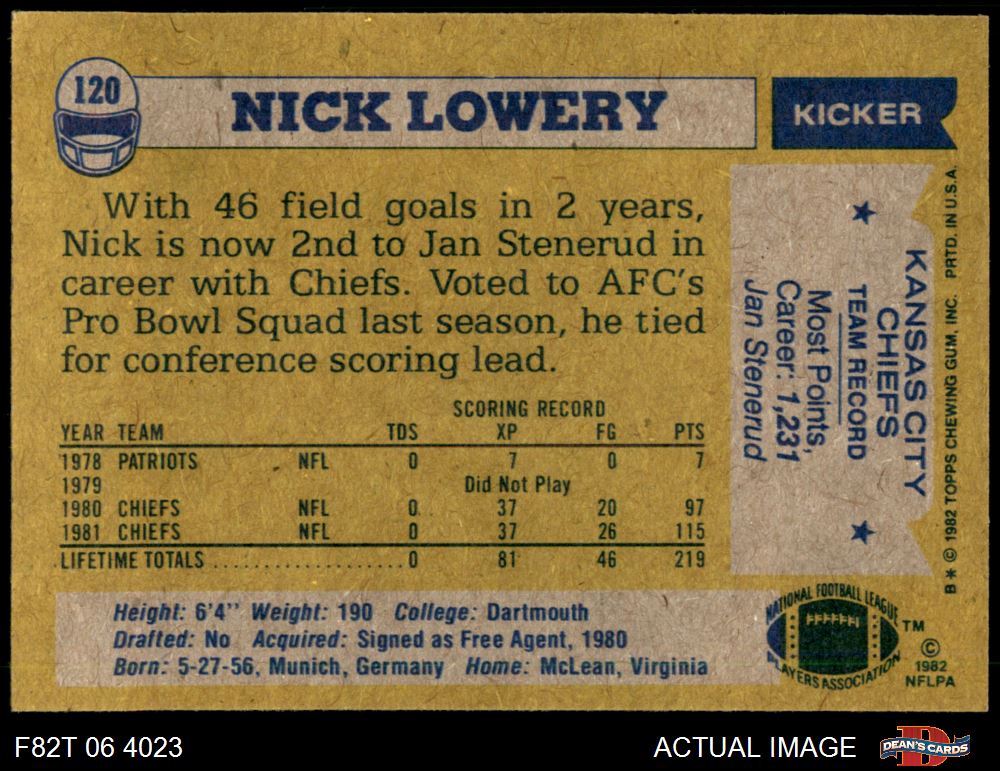 120
NICK LOWERY
KICKER
With 46 field goals in 2 years,
Nick is now 2nd to Jan Stenerud in
career with Chiefs. Voted to AFC's
Pro Bowl Squad last season, he tied
for conference scoring lead.
SCORING RECORD
YEAR TEAM TDS XP FG PTS
1978 PATRIOTS NFL 0 7 0 7
1979 Did Not Play
1980 CHIEFS NFL 0 37 20 97
1981 CHIEFS NFL 0 37 26 115
LIFETIME TOTALS ................... 0 81 46 219
Height: 6'4" Weight: 190 College: Dartmouth
Drafted: No Acquired: Signed as Free Agent, 1980
Born: 5-27-56, Munich, Germany Home: McLean, Virginia
KANSAS CITY
CHIEFS
★ TEAM RECORD ★
Most Points,
Career: 1,231
Jan Stenerud
B * © 1982 TOPPS CHEWING GUM, INC. PRTD. IN U.S.A.
NATIONAL FOOTBALL LEAGUE
PLAYERS ASSOCIATION
TM
©
1982
NFLPA
F82T 06 4023
ACTUAL IMAGE
DEAN'S CARDS